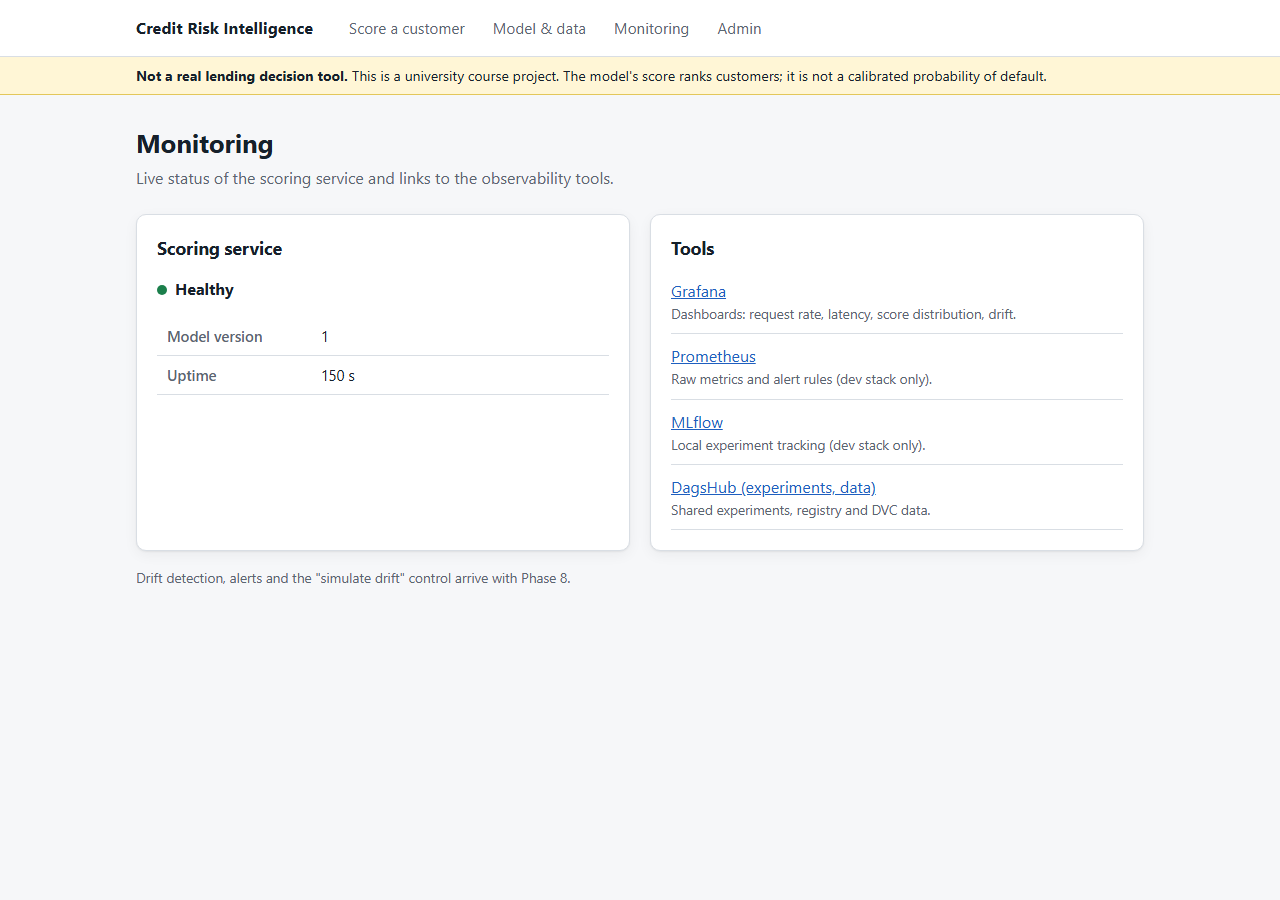 Credit Risk Intelligence Score a customer Model & data Monitoring Admin
Not a real lending decision tool. This is a university course project. The model's score ranks customers; it is not a calibrated probability of default.
Monitoring
Live status of the scoring service and links to the observability tools.
Scoring service
Healthy
Model version 1
Uptime 150 s
Tools
Grafana
Dashboards: request rate, latency, score distribution, drift.
Prometheus
Raw metrics and alert rules (dev stack only).
MLflow
Local experiment tracking (dev stack only).
DagsHub (experiments, data)
Shared experiments, registry and DVC data.
Drift detection, alerts and the "simulate drift" control arrive with Phase 8.